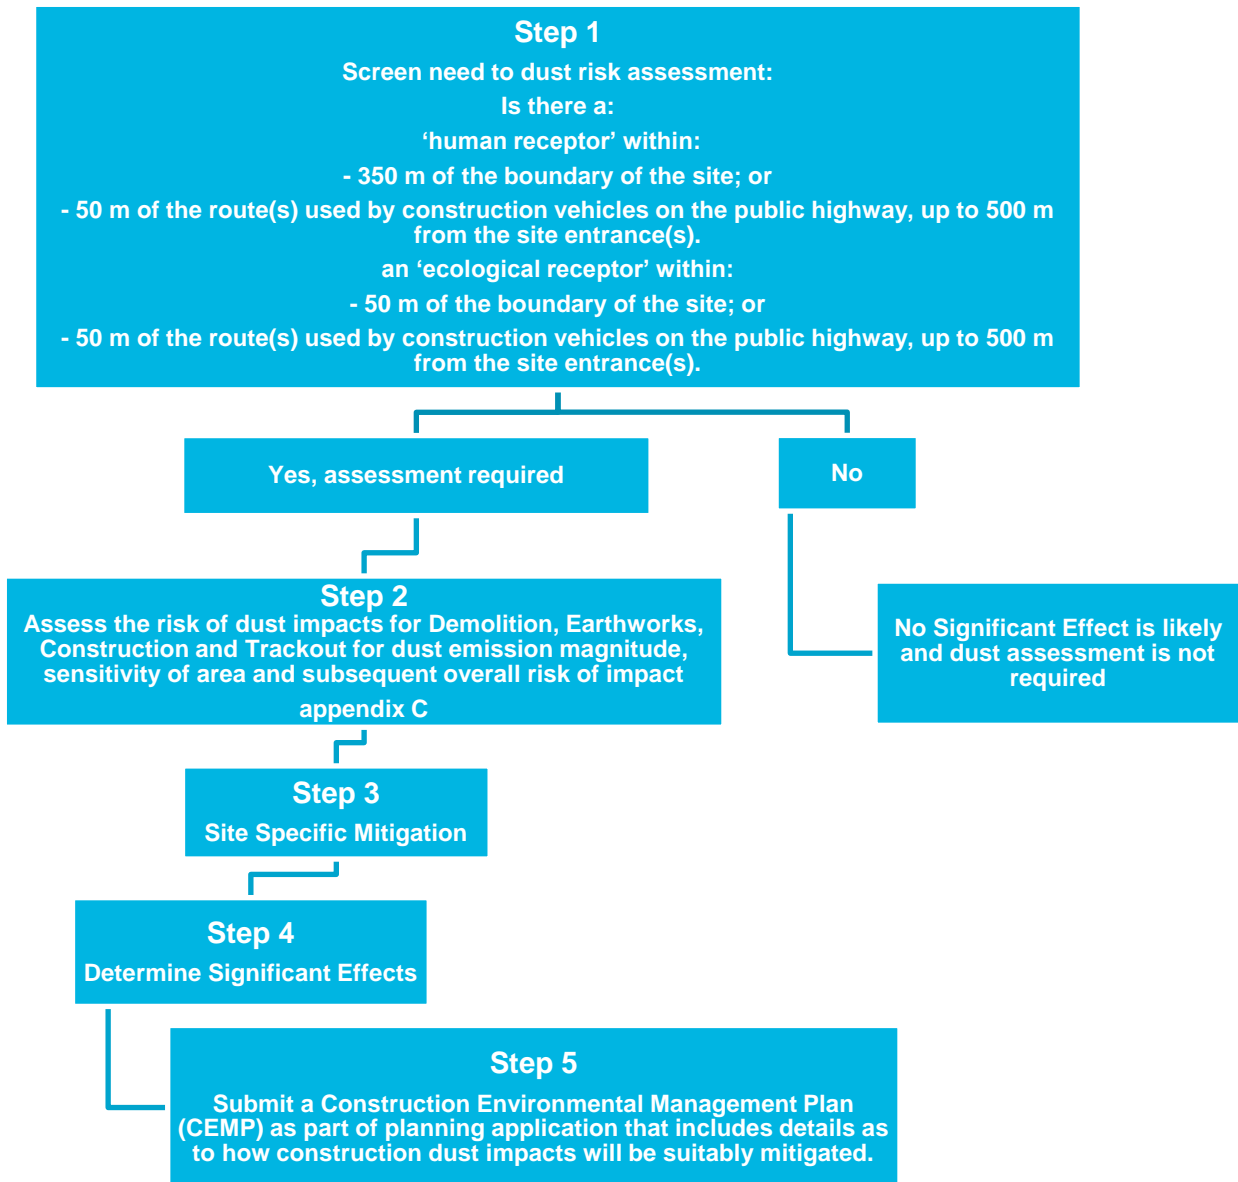 Step 1
Screen need to dust risk assessment:
Is there a:
‘human receptor’ within:
- 350 m of the boundary of the site; or
- 50 m of the route(s) used by construction vehicles on the public highway, up to 500 m
from the site entrance(s).
an ‘ecological receptor’ within:
- 50 m of the boundary of the site; or
- 50 m of the route(s) used by construction vehicles on the public highway, up to 500 m
from the site entrance(s).
Yes, assessment required
No
Step 2
Assess the risk of dust impacts for Demolition, Earthworks,
Construction and Trackout for dust emission magnitude,
sensitivity of area and subsequent overall risk of impact
appendix C
No Significant Effect is likely
and dust assessment is not
required
Step 3
Site Specific Mitigation
Step 4
Determine Significant Effects
Step 5
Submit a Construction Environmental Management Plan
(CEMP) as part of planning application that includes details as
to how construction dust impacts will be suitably mitigated.